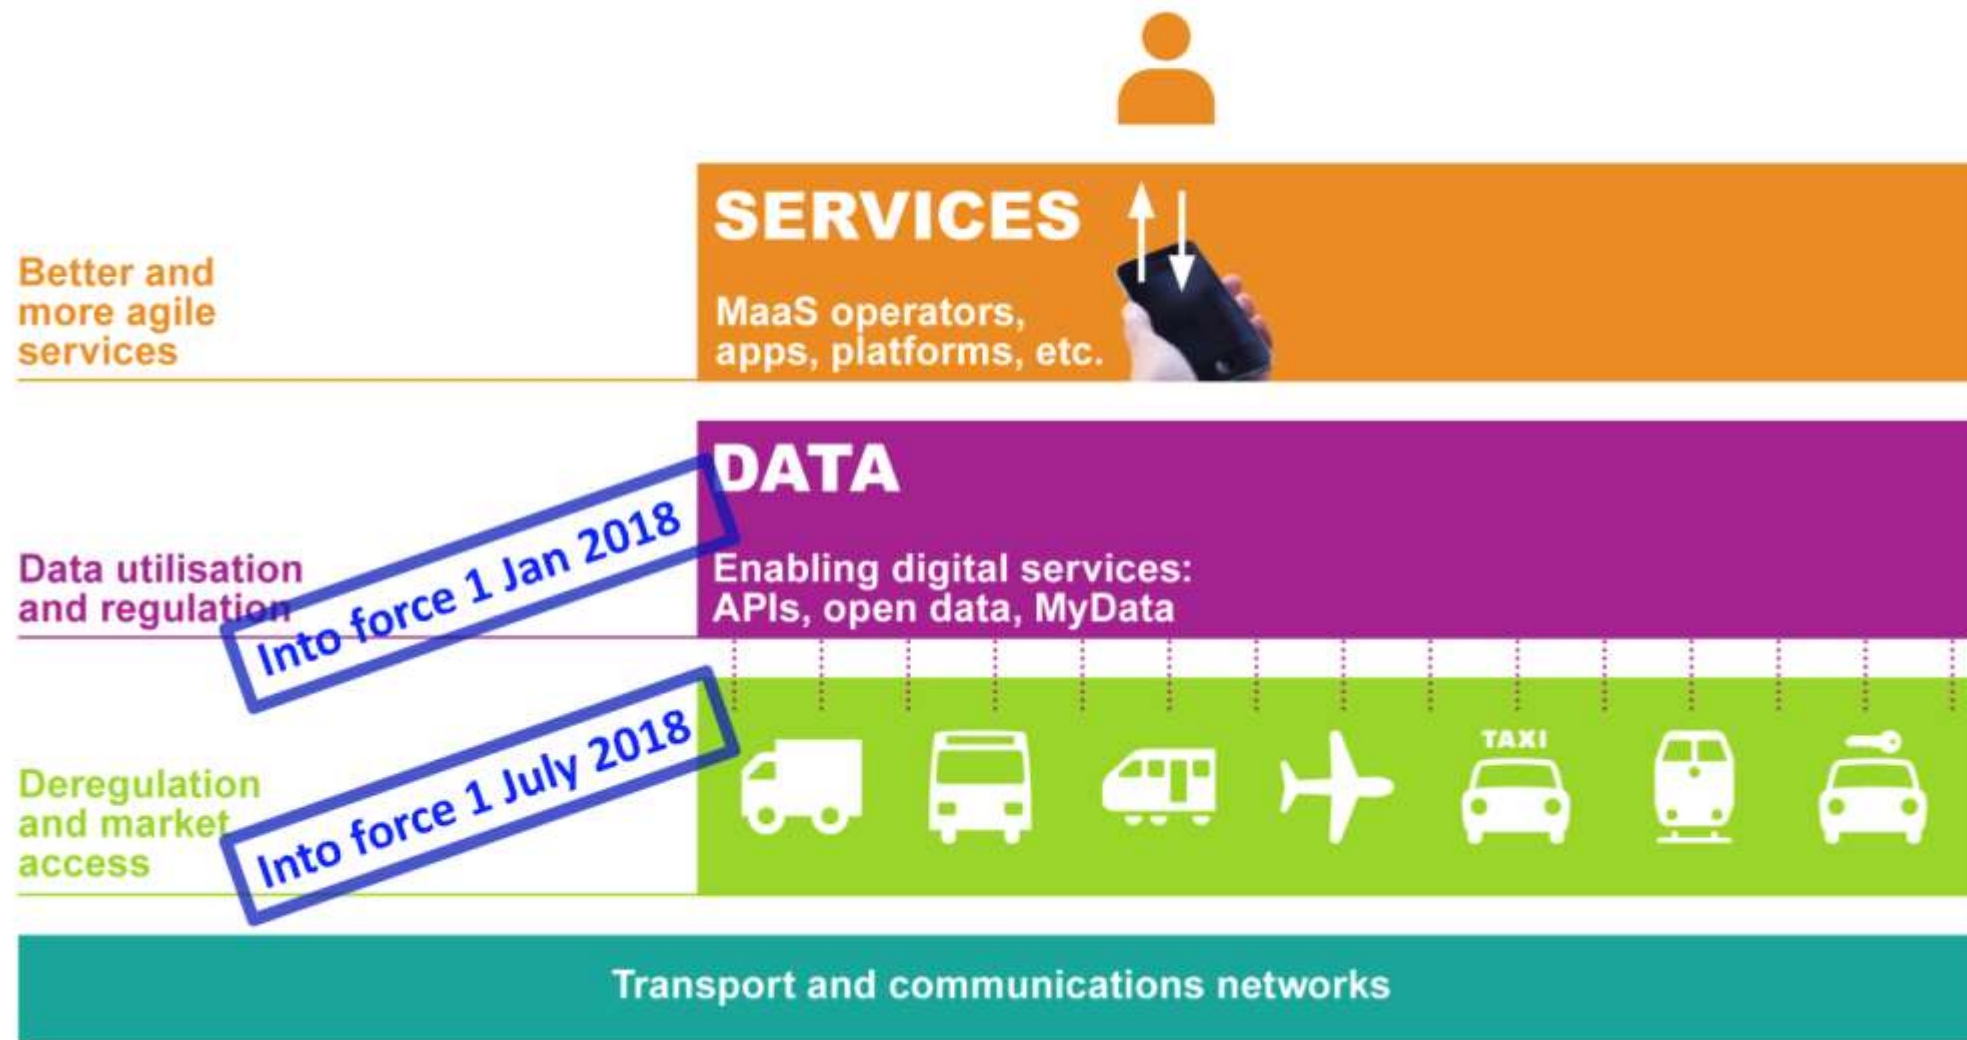 SERVICES
MaaS operators,
apps, platforms, etc.
Better and
more agile
services
DATA
Enabling digital services:
APIs, open data, MyData
Data utilisation
and regulation
Into force 1 Jan 2018
TAXI
Deregulation
and market
access
Into force 1 July 2018
Transport and communications networks